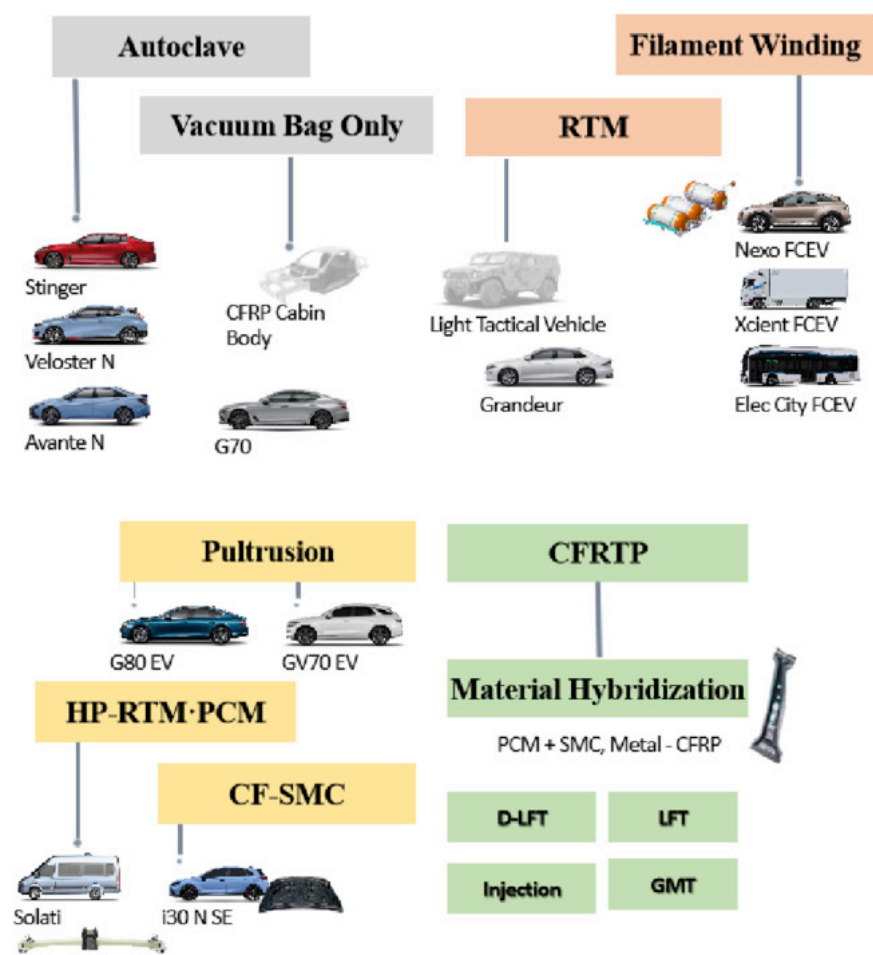 Autoclave
Filament Winding
Vacuum Bag Only
RTM
Nexo FCEV
Stinger
CFRP Cabin
Body
Light Tactical Vehicle
Xcient FCEV
Veloster N
Grandeur
Elec City FCEV
Avante N
G70
Pultrusion
CFRTP
G80 EV
GV70 EV
HP-RTM·PCM
Material Hybridization
PCM + SMC, Metal - CFRP
CF-SMC
D-LFT
LFT
Injection
GMT
Solati
i30 N SE